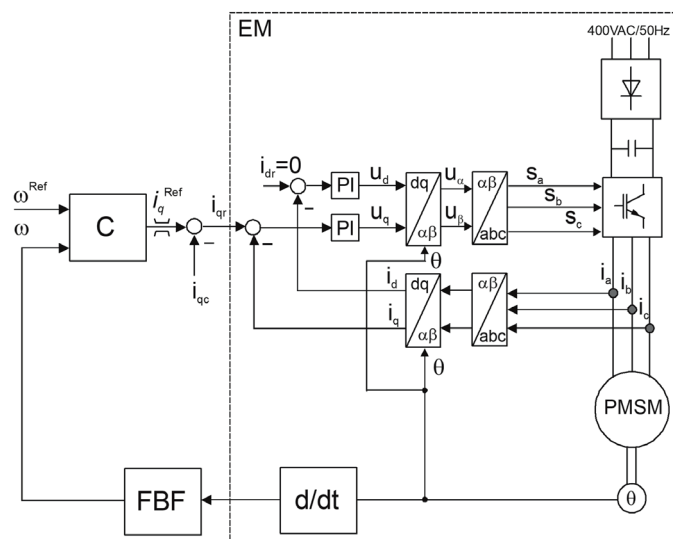 EM
400VAC/50Hz
i_dr=0
PI
u_d
dq
αβ
u_α
αβ
abc
s_a
s_b
s_c
ω^Ref
ω
C
i_q^Ref
i_qr
i_qc
PI
u_q
u_β
θ
i_d
i_q
dq
αβ
αβ
abc
i_a
i_b
i_c
θ
PMSM
FBF
d/dt
θ